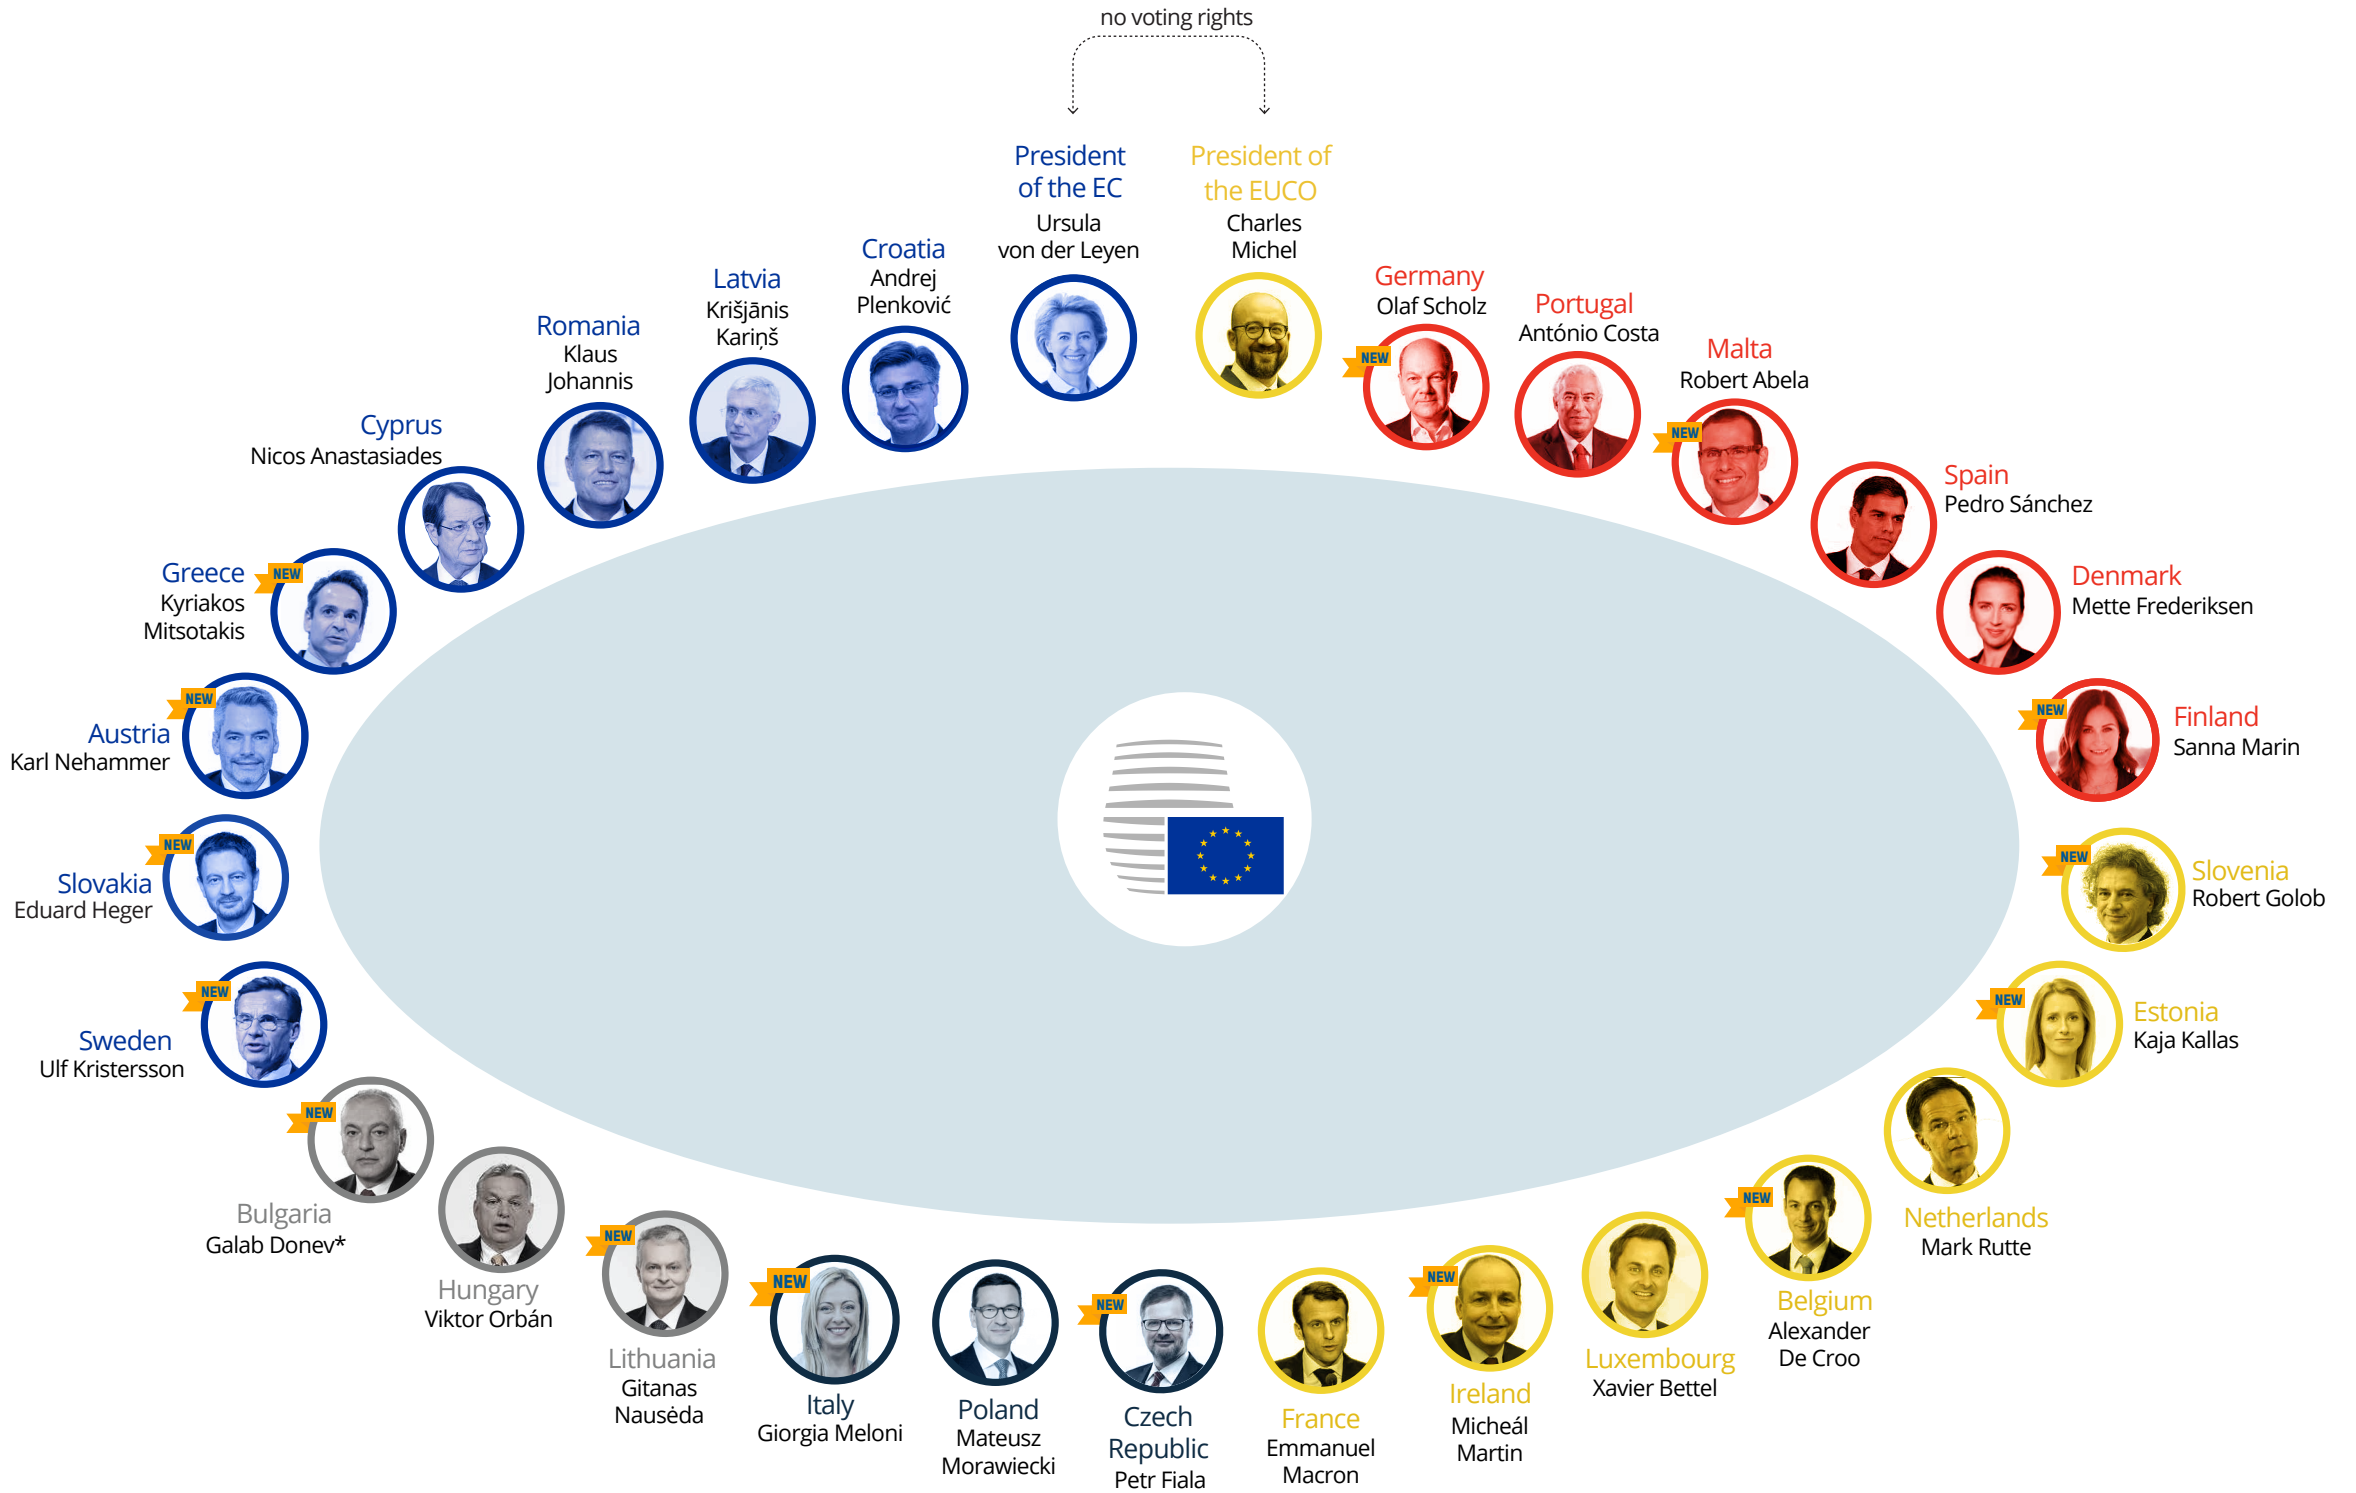 no voting rights
President
of the EC
Ursula
von der Leyen
President of
the EUCO
Charles
Michel
Germany
Olaf Scholz
NEW
Portugal
António Costa
Malta
Robert Abela
NEW
Spain
Pedro Sánchez
Denmark
Mette Frederiksen
Finland
Sanna Marin
NEW
Slovenia
Robert Golob
NEW
Estonia
Kaja Kallas
NEW
Netherlands
Mark Rutte
Belgium
Alexander
De Croo
NEW
Luxembourg
Xavier Bettel
Ireland
Micheál
Martin
NEW
France
Emmanuel
Macron
Czech
Republic
Petr Fiala
NEW
Poland
Mateusz
Morawiecki
Italy
Giorgia Meloni
NEW
Lithuania
Gitanas
Nausėda
NEW
Hungary
Viktor Orbán
Bulgaria
Galab Donev*
NEW
Sweden
Ulf Kristersson
NEW
Slovakia
Eduard Heger
NEW
Austria
Karl Nehammer
NEW
Greece
Kyriakos
Mitsotakis
NEW
Cyprus
Nicos Anastasiades
Romania
Klaus
Johannis
Latvia
Krišjānis
Kariņš
Croatia
Andrej
Plenković